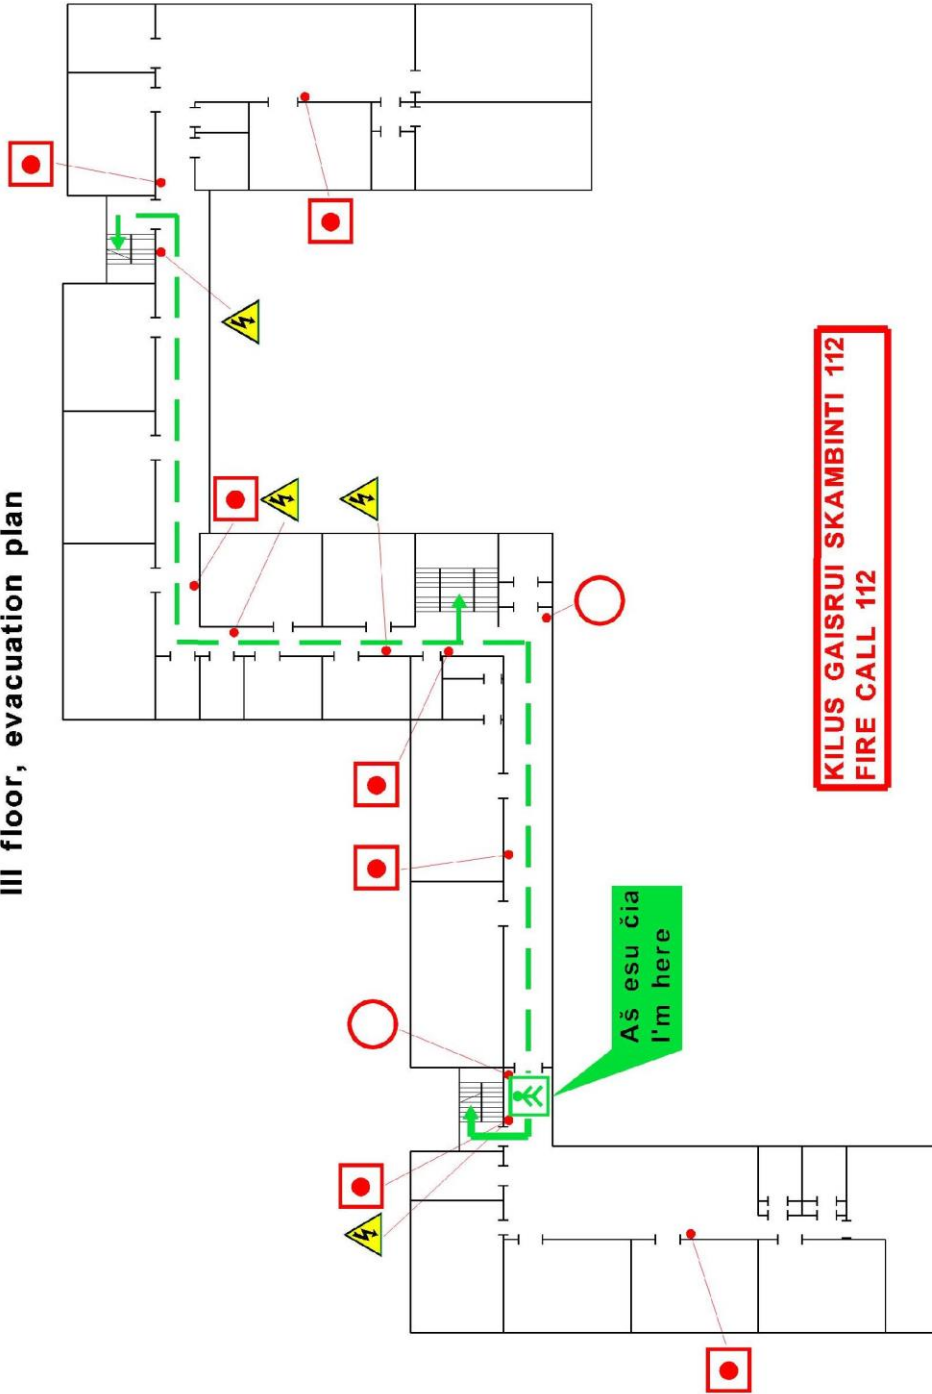 III floor, evacuation plan
Aš esu čia
I'm here
KILUS GAISRUI SKAMBINTI 112
FIRE CALL 112